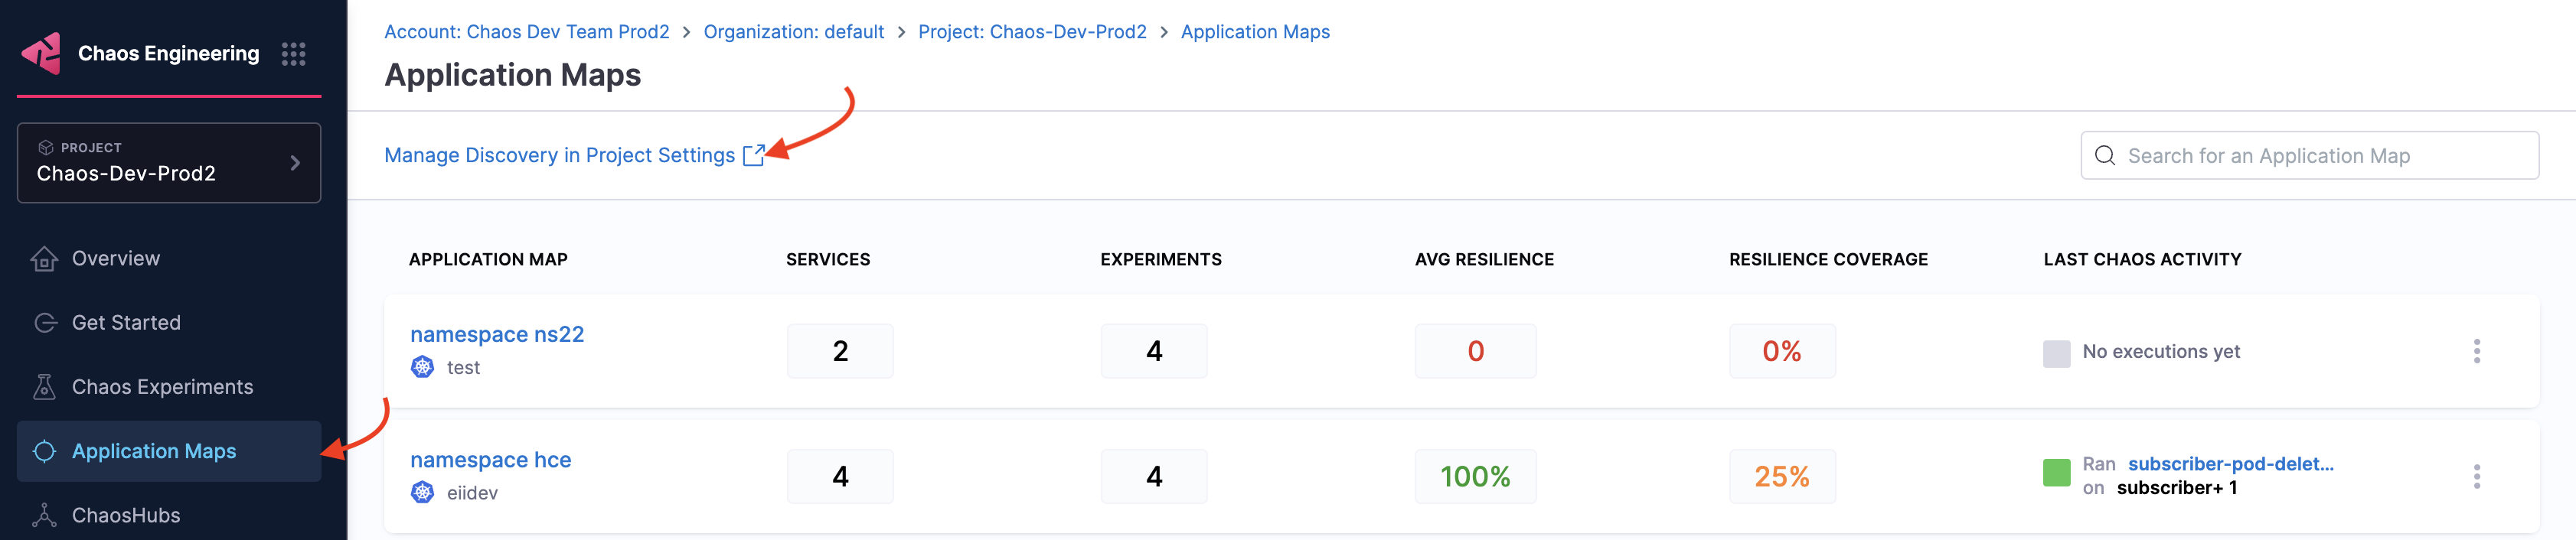 Chaos Engineering
PROJECT
Chaos-Dev-Prod2
Overview
Get Started
Chaos Experiments
Application Maps
ChaosHubs
Account: Chaos Dev Team Prod2 > Organization: default > Project: Chaos-Dev-Prod2 > Application Maps
Application Maps
Manage Discovery in Project Settings
Search for an Application Map
APPLICATION MAP SERVICES EXPERIMENTS AVG RESILIENCE RESILIENCE COVERAGE LAST CHAOS ACTIVITY
namespace ns22 2 4 0 0% No executions yet
test
namespace hce 4 4 100% 25% Ran subscriber-pod-delet...
eiidev on subscriber+ 1